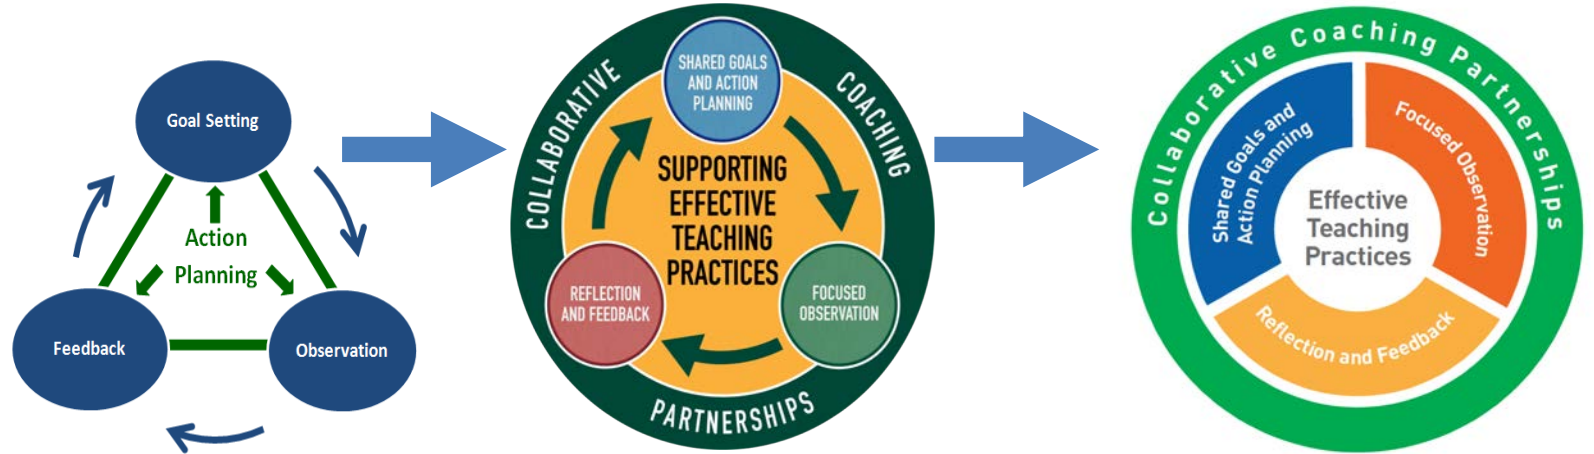 Goal Setting
Action
Planning
Feedback
Observation
COLLABORATIVE
COACHING
PARTNERSHIPS
SHARED GOALS
AND ACTION
PLANNING
SUPPORTING
EFFECTIVE
TEACHING
PRACTICES
REFLECTION
AND FEEDBACK
FOCUSED
OBSERVATION
Collaborative Coaching Partnerships
Shared Goals and
Action Planning
Focused Observation
Effective
Teaching
Practices
Reflection and Feedback